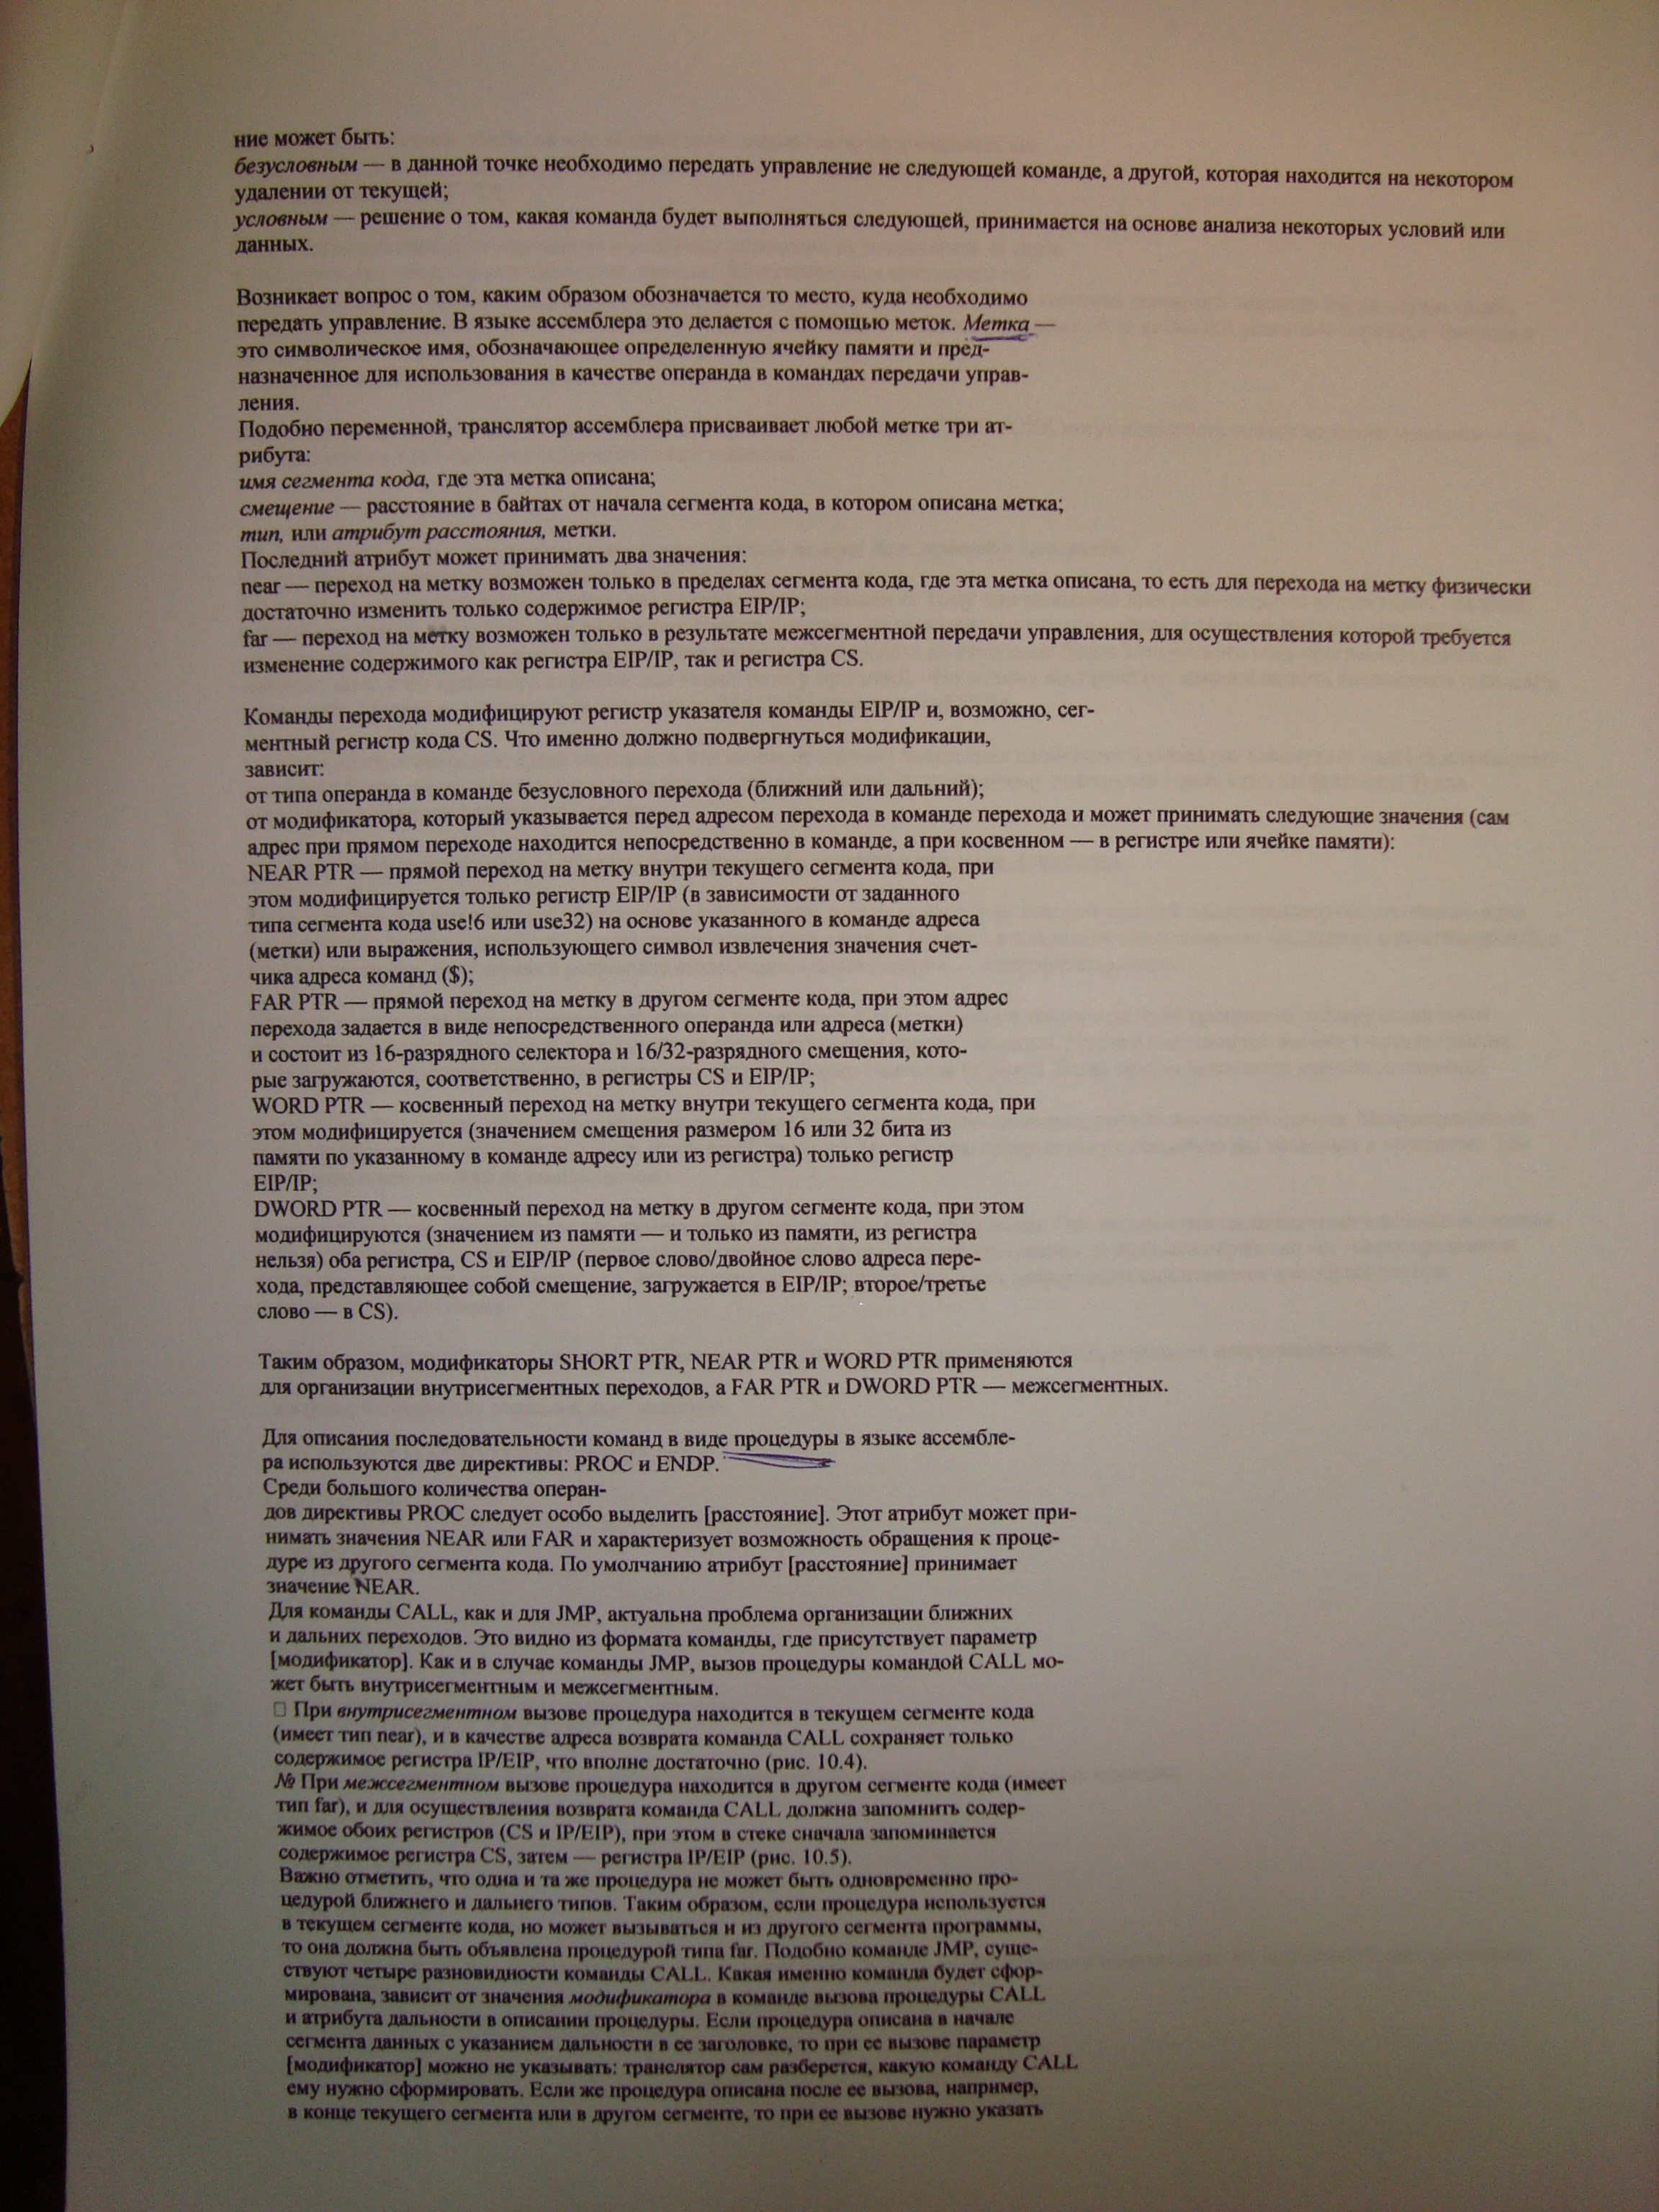 ние может быть:
безусловным — в данной точке необходимо передать управление не следующей команде, а другой, которая находится на некотором
удалении от текущей;
условным — решение о том, какая команда будет выполняться следующей, принимается на основе анализа некоторых условий или
данных.
Возникает вопрос о том, каким образом обозначается то место, куда необходимо
передать управление. В языке ассемблера это делается с помощью меток. Метка —
это символическое имя, обозначающее определенную ячейку памяти и пред-
назначенное для использования в качестве операнда в командах передачи управ-
ления.
Подобно переменной, транслятор ассемблера присваивает любой метке три ат-
рибута:
имя сегмента кода, где эта метка описана;
смещение — расстояние в байтах от начала сегмента кода, в котором описана метка;
тип, или атрибут расстояния, метки.
Последний атрибут может принимать два значения:
near — переход на метку возможен только в пределах сегмента кода, где эта метка описана, то есть для перехода на метку физически
достаточно изменить только содержимое регистра EIP/IP;
far — переход на метку возможен только в результате межсегментной передачи управления, для осуществления которой требуется
изменение содержимого как регистра EIP/IP, так и регистра CS.
Команды перехода модифицируют регистр указателя команды EIP/IP и, возможно, сег-
ментный регистр кода CS. Что именно должно подвергнуться модификации,
зависит:
от типа операнда в команде безусловного перехода (ближний или дальний);
от модификатора, который указывается перед адресом перехода в команде перехода и может принимать следующие значения (сам
адрес при прямом переходе находится непосредственно в команде, а при косвенном — в регистре или ячейке памяти):
NEAR PTR — прямой переход на метку внутри текущего сегмента кода, при
этом модифицируется только регистр EIP/IP (в зависимости от заданного
типа сегмента кода use!6 или use32) на основе указанного в команде адреса
(метки) или выражения, использующего символ извлечения значения счет-
чика адреса команд ($);
FAR PTR — прямой переход на метку в другом сегменте кода, при этом адрес
перехода задается в виде непосредственного операнда или адреса (метки)
и состоит из 16-разрядного селектора и 16/32-разрядного смещения, кото-
рые загружаются, соответственно, в регистры CS и EIP/IP;
WORD PTR — косвенный переход на метку внутри текущего сегмента кода, при
этом модифицируется (значением смещения размером 16 или 32 бита из
памяти по указанному в команде адресу или из регистра) только регистр
EIP/IP;
DWORD PTR — косвенный переход на метку в другом сегменте кода, при этом
модифицируются (значением из памяти — и только из памяти, из регистра
нельзя) оба регистра, CS и EIP/IP (первое слово/двойное слово адреса пере-
хода, представляющее собой смещение, загружается в EIP/IP; второе/третье
слово — в CS).
Таким образом, модификаторы SHORT PTR, NEAR PTR и WORD PTR применяются
для организации внутрисегментных переходов, а FAR PTR и DWORD PTR — межсегментных.
Для описания последовательности команд в виде процедуры в языке ассембле-
ра используются две директивы: PROC и ENDP.
Среди большого количества операн-
дов директивы PROC следует особо выделить [расстояние]. Этот атрибут может при-
нимать значения NEAR или FAR и характеризует возможность обращения к проце-
дуре из другого сегмента кода. По умолчанию атрибут [расстояние] принимает
значение NEAR.
Для команды CALL, как и для JMP, актуальна проблема организации ближних
и дальних переходов. Это видно из формата команды, где присутствует параметр
[модификатор]. Как и в случае команды JMP, вызов процедуры командой CALL мо-
жет быть внутрисегментным и межсегментным.
□ При внутрисегментном вызове процедура находится в текущем сегменте кода
(имеет тип near), и в качестве адреса возврата команда CALL сохраняет только
содержимое регистра IP/EIP, что вполне достаточно (рис. 10.4).
№ При межсегментном вызове процедура находится в другом сегменте кода (имеет
тип far), и для осуществления возврата команда CALL должна запомнить содер-
жимое обоих регистров (CS и IP/EIP), при этом в стеке сначала запоминается
содержимое регистра CS, затем — регистра IP/EIP (рис. 10.5).
Важно отметить, что одна и та же процедура не может быть одновременно про-
цедурой ближнего и дальнего типов. Таким образом, если процедура используется
в текущем сегменте кода, но может вызываться и из другого сегмента программы,
то она должна быть объявлена процедурой типа far. Подобно команде JMP, суще-
ствуют четыре разновидности команды CALL. Какая именно команда будет сфор-
мирована, зависит от значения модификатора в команде вызова процедуры CALL
и атрибута дальности в описании процедуры. Если процедура описана в начале
сегмента данных с указанием дальности в ее заголовке, то при ее вызове параметр
[модификатор] можно не указывать: транслятор сам разберется, какую команду CALL
ему нужно сформировать. Если же процедура описана после ее вызова, например,
в конце текущего сегмента или в другом сегменте, то при ее вызове нужно указать